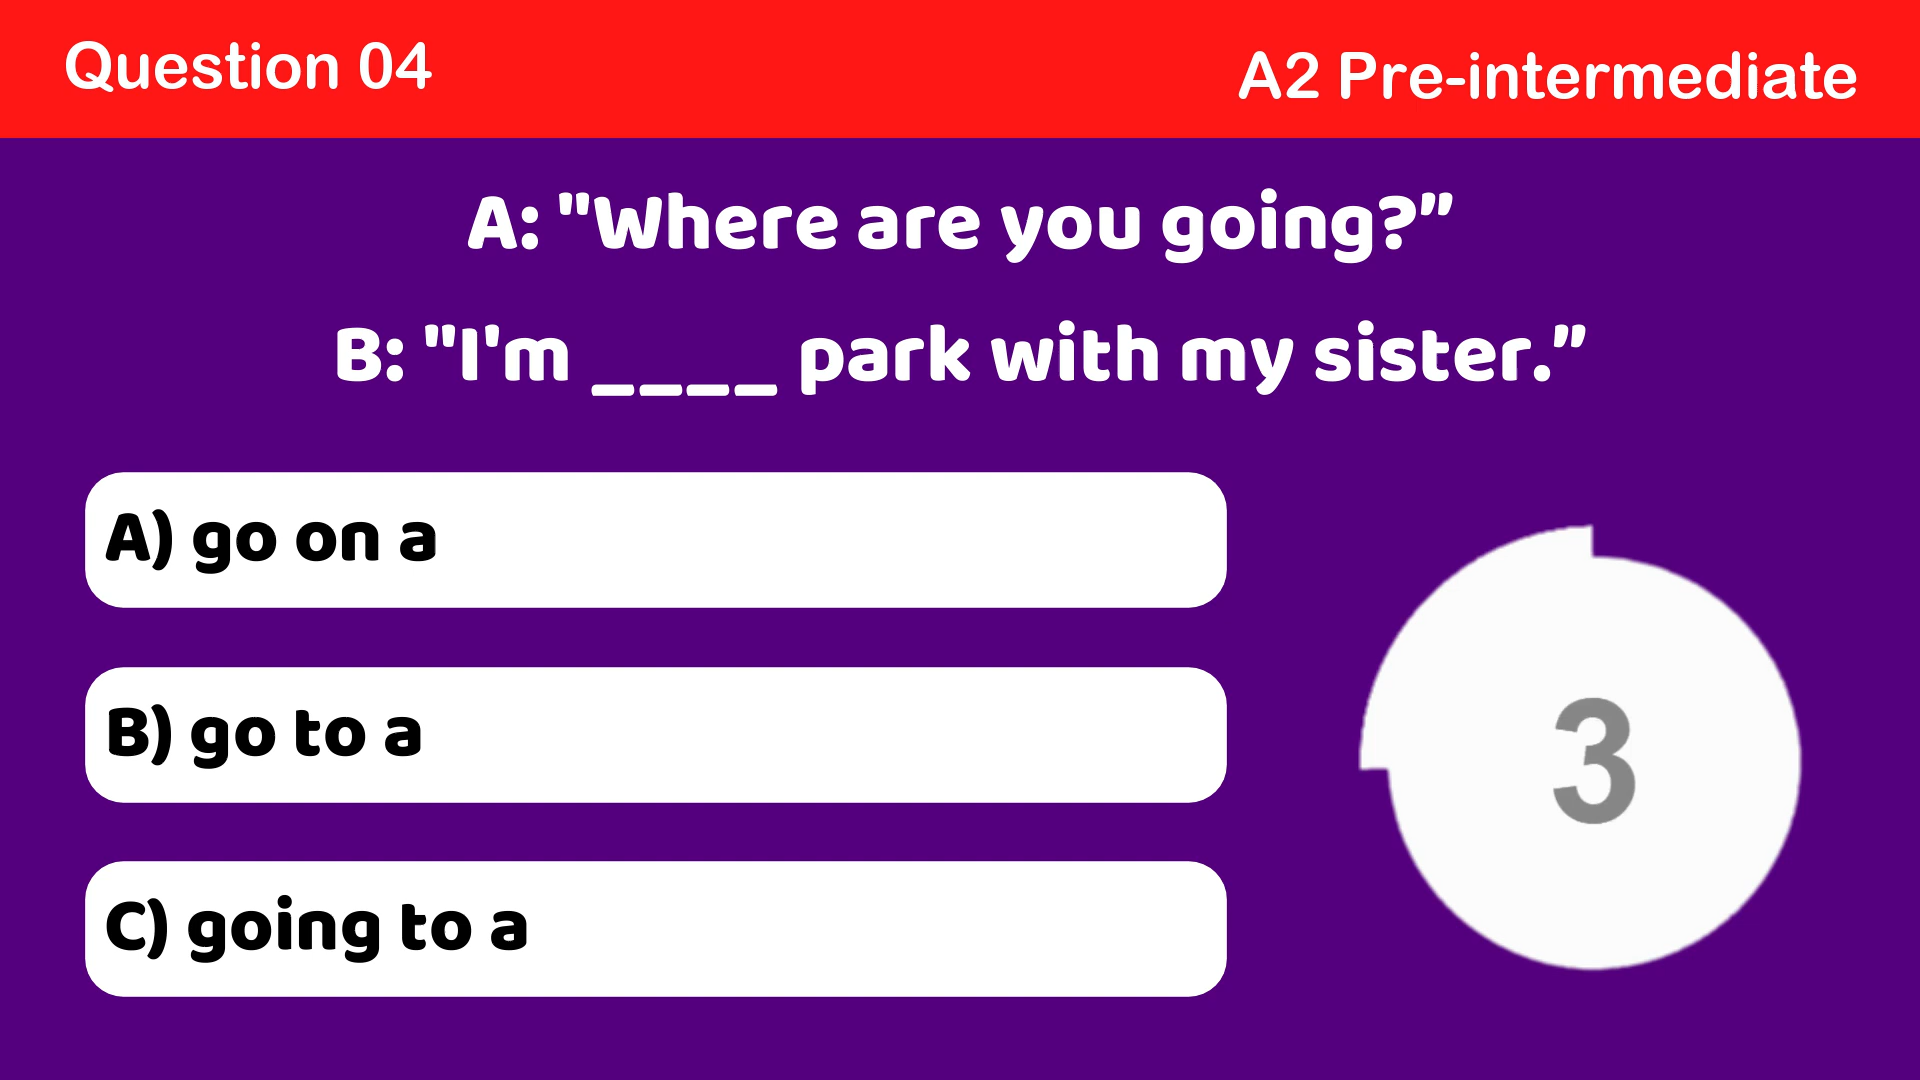 Question 04
A2 Pre-intermediate
A: "Where are you going?”
B: "I'm ____ park with my sister.”
A) go on a
B) go to a
C) going to a
3